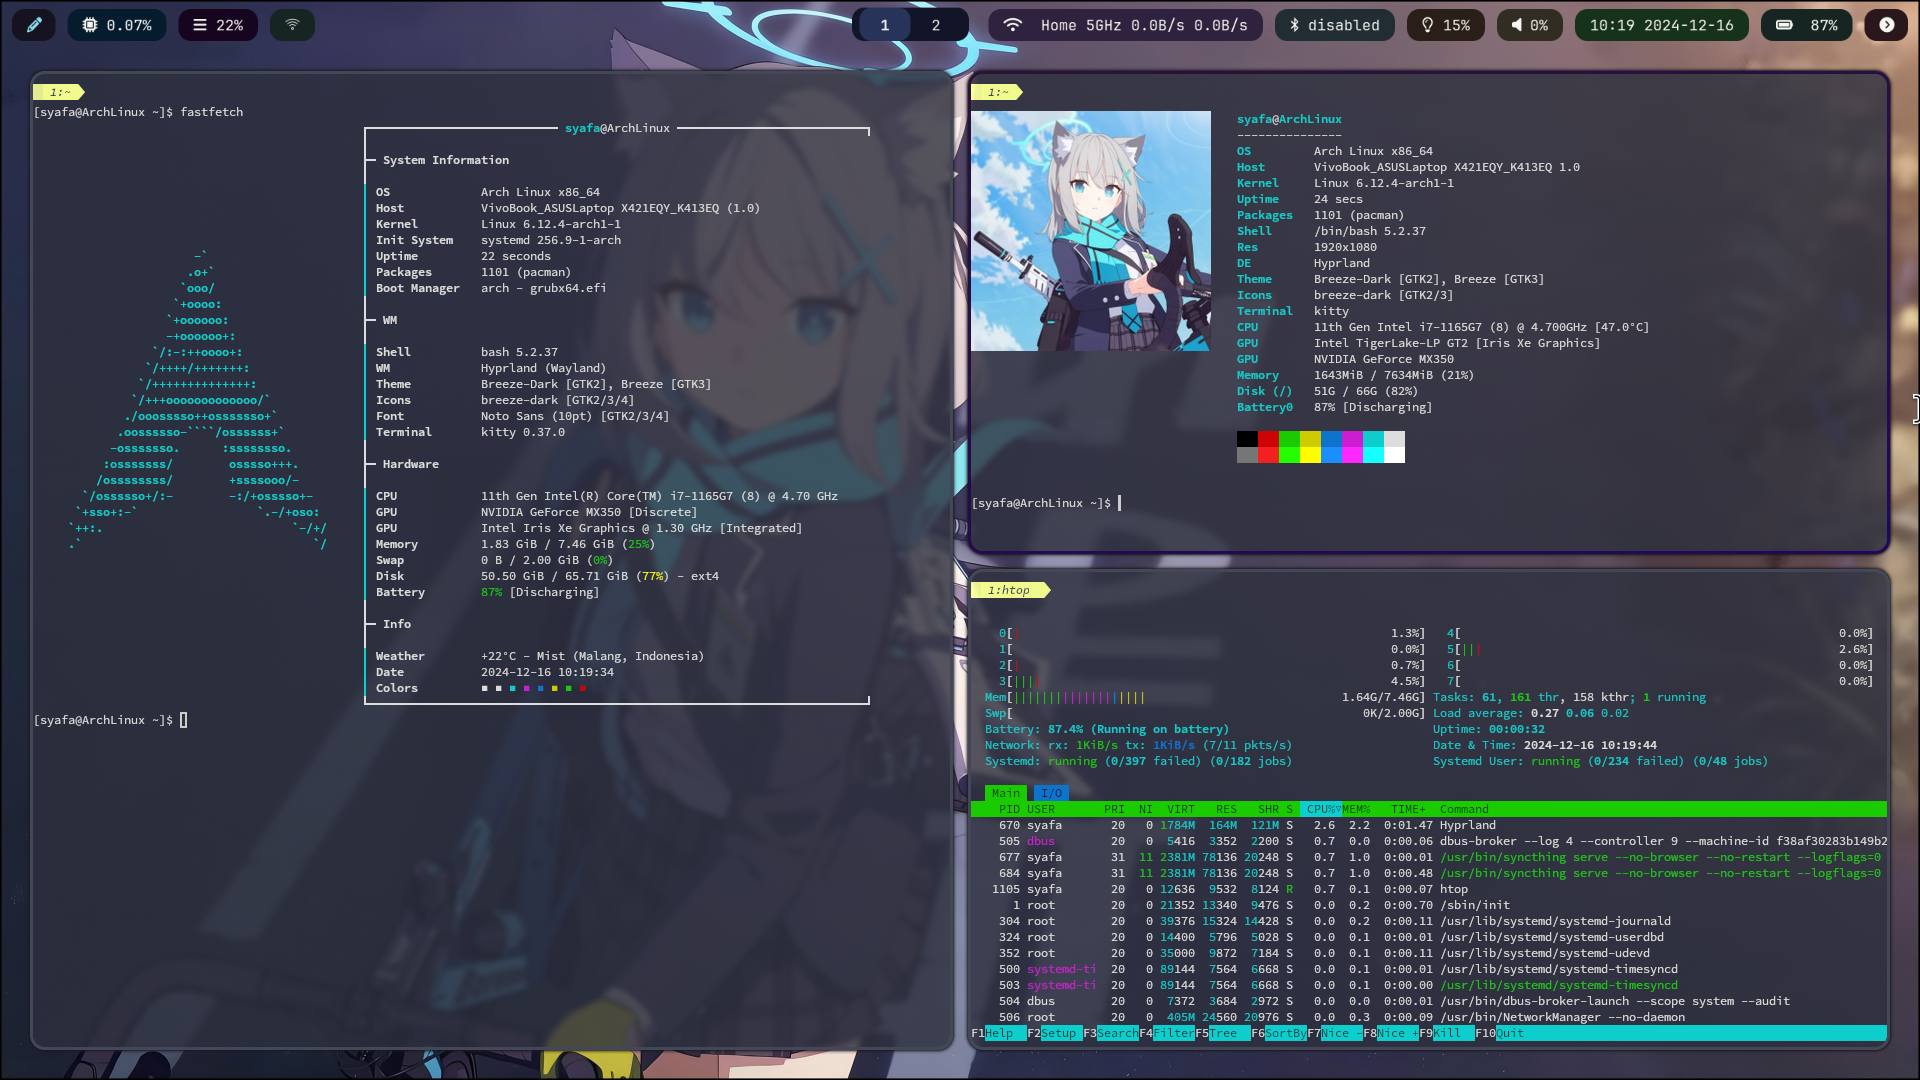 0.07% 22% 1 2 Home 5GHz 0.0B/s 0.0B/s disabled 15% 0% 10:19 2024-12-16 87%
1:~
[syafa@ArchLinux ~]$ fastfetch
syafa@ArchLinux
System Information
OS Arch Linux x86_64
Host VivoBook_ASUSLaptop X421EQY_K413EQ (1.0)
Kernel Linux 6.12.4-arch1-1
Init System systemd 256.9-1-arch
Uptime 22 seconds
Packages 1101 (pacman)
Boot Manager arch - grubx64.efi
WM
Shell bash 5.2.37
WM Hyprland (Wayland)
Theme Breeze-Dark [GTK2], Breeze [GTK3]
Icons breeze-dark [GTK2/3/4]
Font Noto Sans (10pt) [GTK2/3/4]
Terminal kitty 0.37.0
Hardware
CPU 11th Gen Intel(R) Core(TM) i7-1165G7 (8) @ 4.70 GHz
GPU NVIDIA GeForce MX350 [Discrete]
GPU Intel Iris Xe Graphics @ 1.30 GHz [Integrated]
Memory 1.83 GiB / 7.46 GiB (25%)
Swap 0 B / 2.00 GiB (0%)
Disk 50.50 GiB / 65.71 GiB (77%) - ext4
Battery 87% [Discharging]
Info
Weather +22°C - Mist (Malang, Indonesia)
Date 2024-12-16 10:19:34
Colors
-`
.o+`
`ooo/
`+oooo:
`+oooooo:
-+oooooo+:
`/:-:++oooo+:
`/++++/+++++++:
`/++++++++++++++:
`/+++ooooooooooooo/`
./ooosssso++osssssso+`
.oossssso-````/ossssss+`
-osssssso. :ssssssso.
:osssssss/ osssso+++.
/ossssssss/ +ssssooo/-
`/ossssso+/:- -:/+osssso+-
`+sso+:-` `.-/+oso:
`++:. `-/+/
.` `/
[syafa@ArchLinux ~]$
1:~
syafa@ArchLinux
---------------
OS Arch Linux x86_64
Host VivoBook_ASUSLaptop X421EQY_K413EQ 1.0
Kernel Linux 6.12.4-arch1-1
Uptime 24 secs
Packages 1101 (pacman)
Shell /bin/bash 5.2.37
Res 1920x1080
DE Hyprland
Theme Breeze-Dark [GTK2], Breeze [GTK3]
Icons breeze-dark [GTK2/3]
Terminal kitty
CPU 11th Gen Intel i7-1165G7 (8) @ 4.700GHz [47.0°C]
GPU Intel TigerLake-LP GT2 [Iris Xe Graphics]
GPU NVIDIA GeForce MX350
Memory 1643MiB / 7634MiB (21%)
Disk (/) 51G / 66G (82%)
Battery0 87% [Discharging]
[syafa@ArchLinux ~]$
1:htop
0[| 1.3%] 4[ 0.0%]
1[ 0.0%] 5[||| 2.6%]
2[| 0.7%] 6[ 0.0%]
3[||| 4.5%] 7[ 0.0%]
Mem[||||||||||||||||||| 1.64G/7.46G] Tasks: 61, 161 thr, 158 kthr; 1 running
Swp[ 0K/2.00G] Load average: 0.27 0.06 0.02
Battery: 87.4% (Running on battery) Uptime: 00:00:32
Network: rx: 1KiB/s tx: 1KiB/s (7/11 pkts/s) Date & Time: 2024-12-16 10:19:44
Systemd: running (0/397 failed) (0/182 jobs) Systemd User: running (0/234 failed) (0/48 jobs)
Main I/O
PID USER PRI NI VIRT RES SHR S CPU%▽MEM% TIME+ Command
670 syafa 20 0 1784M 164M 121M S 2.6 2.2 0:01.47 Hyprland
505 dbus 20 0 5416 3352 2200 S 0.7 0.0 0:00.06 dbus-broker --log 4 --controller 9 --machine-id f38af30283b149b2
677 syafa 31 11 2381M 78136 20248 S 0.7 1.0 0:00.01 /usr/bin/syncthing serve --no-browser --no-restart --logflags=0
684 syafa 31 11 2381M 78136 20248 S 0.7 1.0 0:00.48 /usr/bin/syncthing serve --no-browser --no-restart --logflags=0
1105 syafa 20 0 12636 9532 8124 R 0.7 0.1 0:00.07 htop
1 root 20 0 21352 13340 9476 S 0.0 0.2 0:00.70 /sbin/init
304 root 20 0 39376 15324 14428 S 0.0 0.2 0:00.11 /usr/lib/systemd/systemd-journald
324 root 20 0 14400 5796 5028 S 0.0 0.1 0:00.01 /usr/lib/systemd/systemd-userdbd
352 root 20 0 35000 9872 7184 S 0.0 0.1 0:00.11 /usr/lib/systemd/systemd-udevd
500 systemd-ti 20 0 89144 7564 6668 S 0.0 0.1 0:00.01 /usr/lib/systemd/systemd-timesyncd
503 systemd-ti 20 0 89144 7564 6668 S 0.0 0.1 0:00.00 /usr/lib/systemd/systemd-timesyncd
504 dbus 20 0 7372 3684 2972 S 0.0 0.0 0:00.01 /usr/bin/dbus-broker-launch --scope system --audit
506 root 20 0 405M 24560 20976 S 0.0 0.3 0:00.09 /usr/bin/NetworkManager --no-daemon
F1Help F2Setup F3SearchF4FilterF5Tree F6SortByF7Nice -F8Nice +F9Kill F10Quit